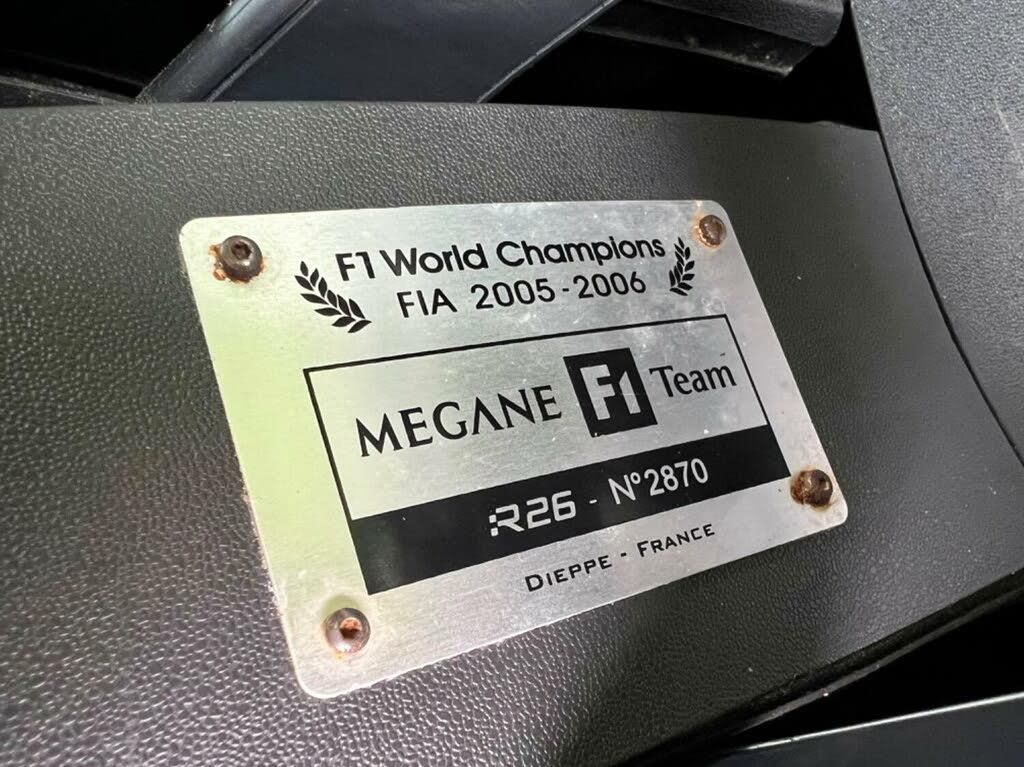 F1 World Champions
FIA 2005-2006
MEGANE F1 Team
R26 - N°2870
DIEPPE - FRANCE